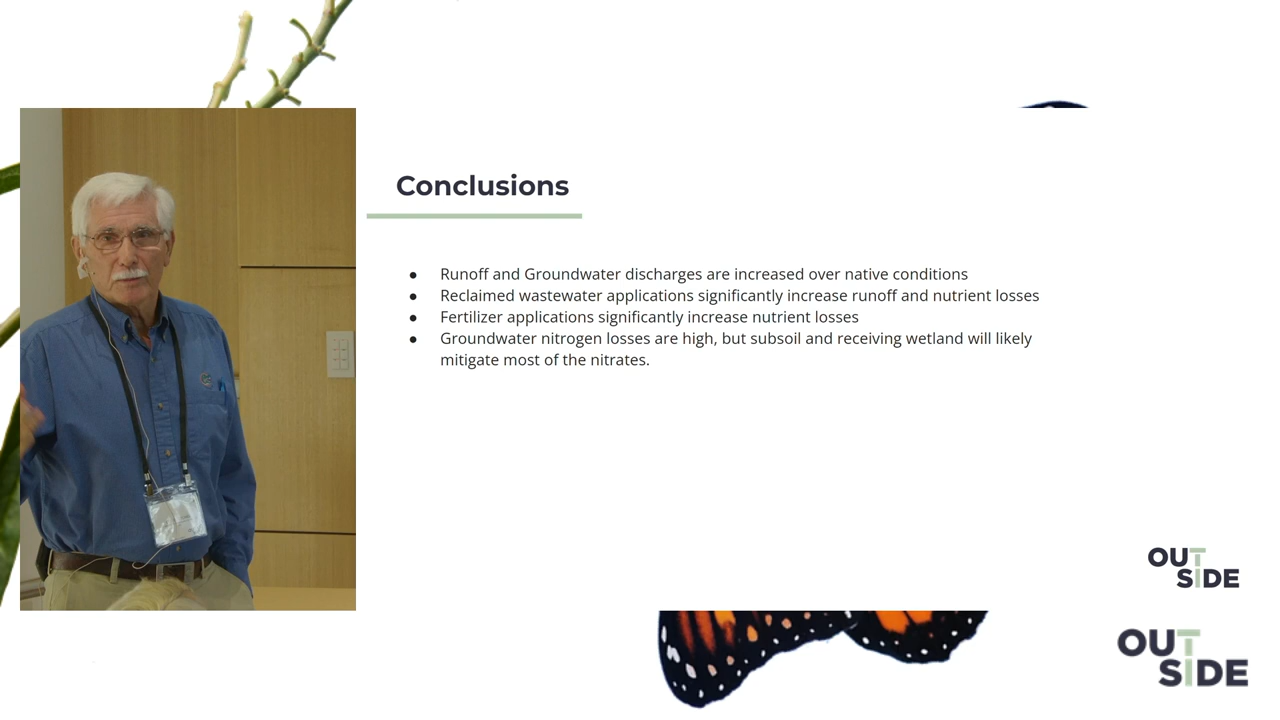 Conclusions
● Runoff and Groundwater discharges are increased over native conditions
● Reclaimed wastewater applications significantly increase runoff and nutrient losses
● Fertilizer applications significantly increase nutrient losses
● Groundwater nitrogen losses are high, but subsoil and receiving wetland will likely
mitigate most of the nitrates.
OUT
SIDE
OUT
SIDE